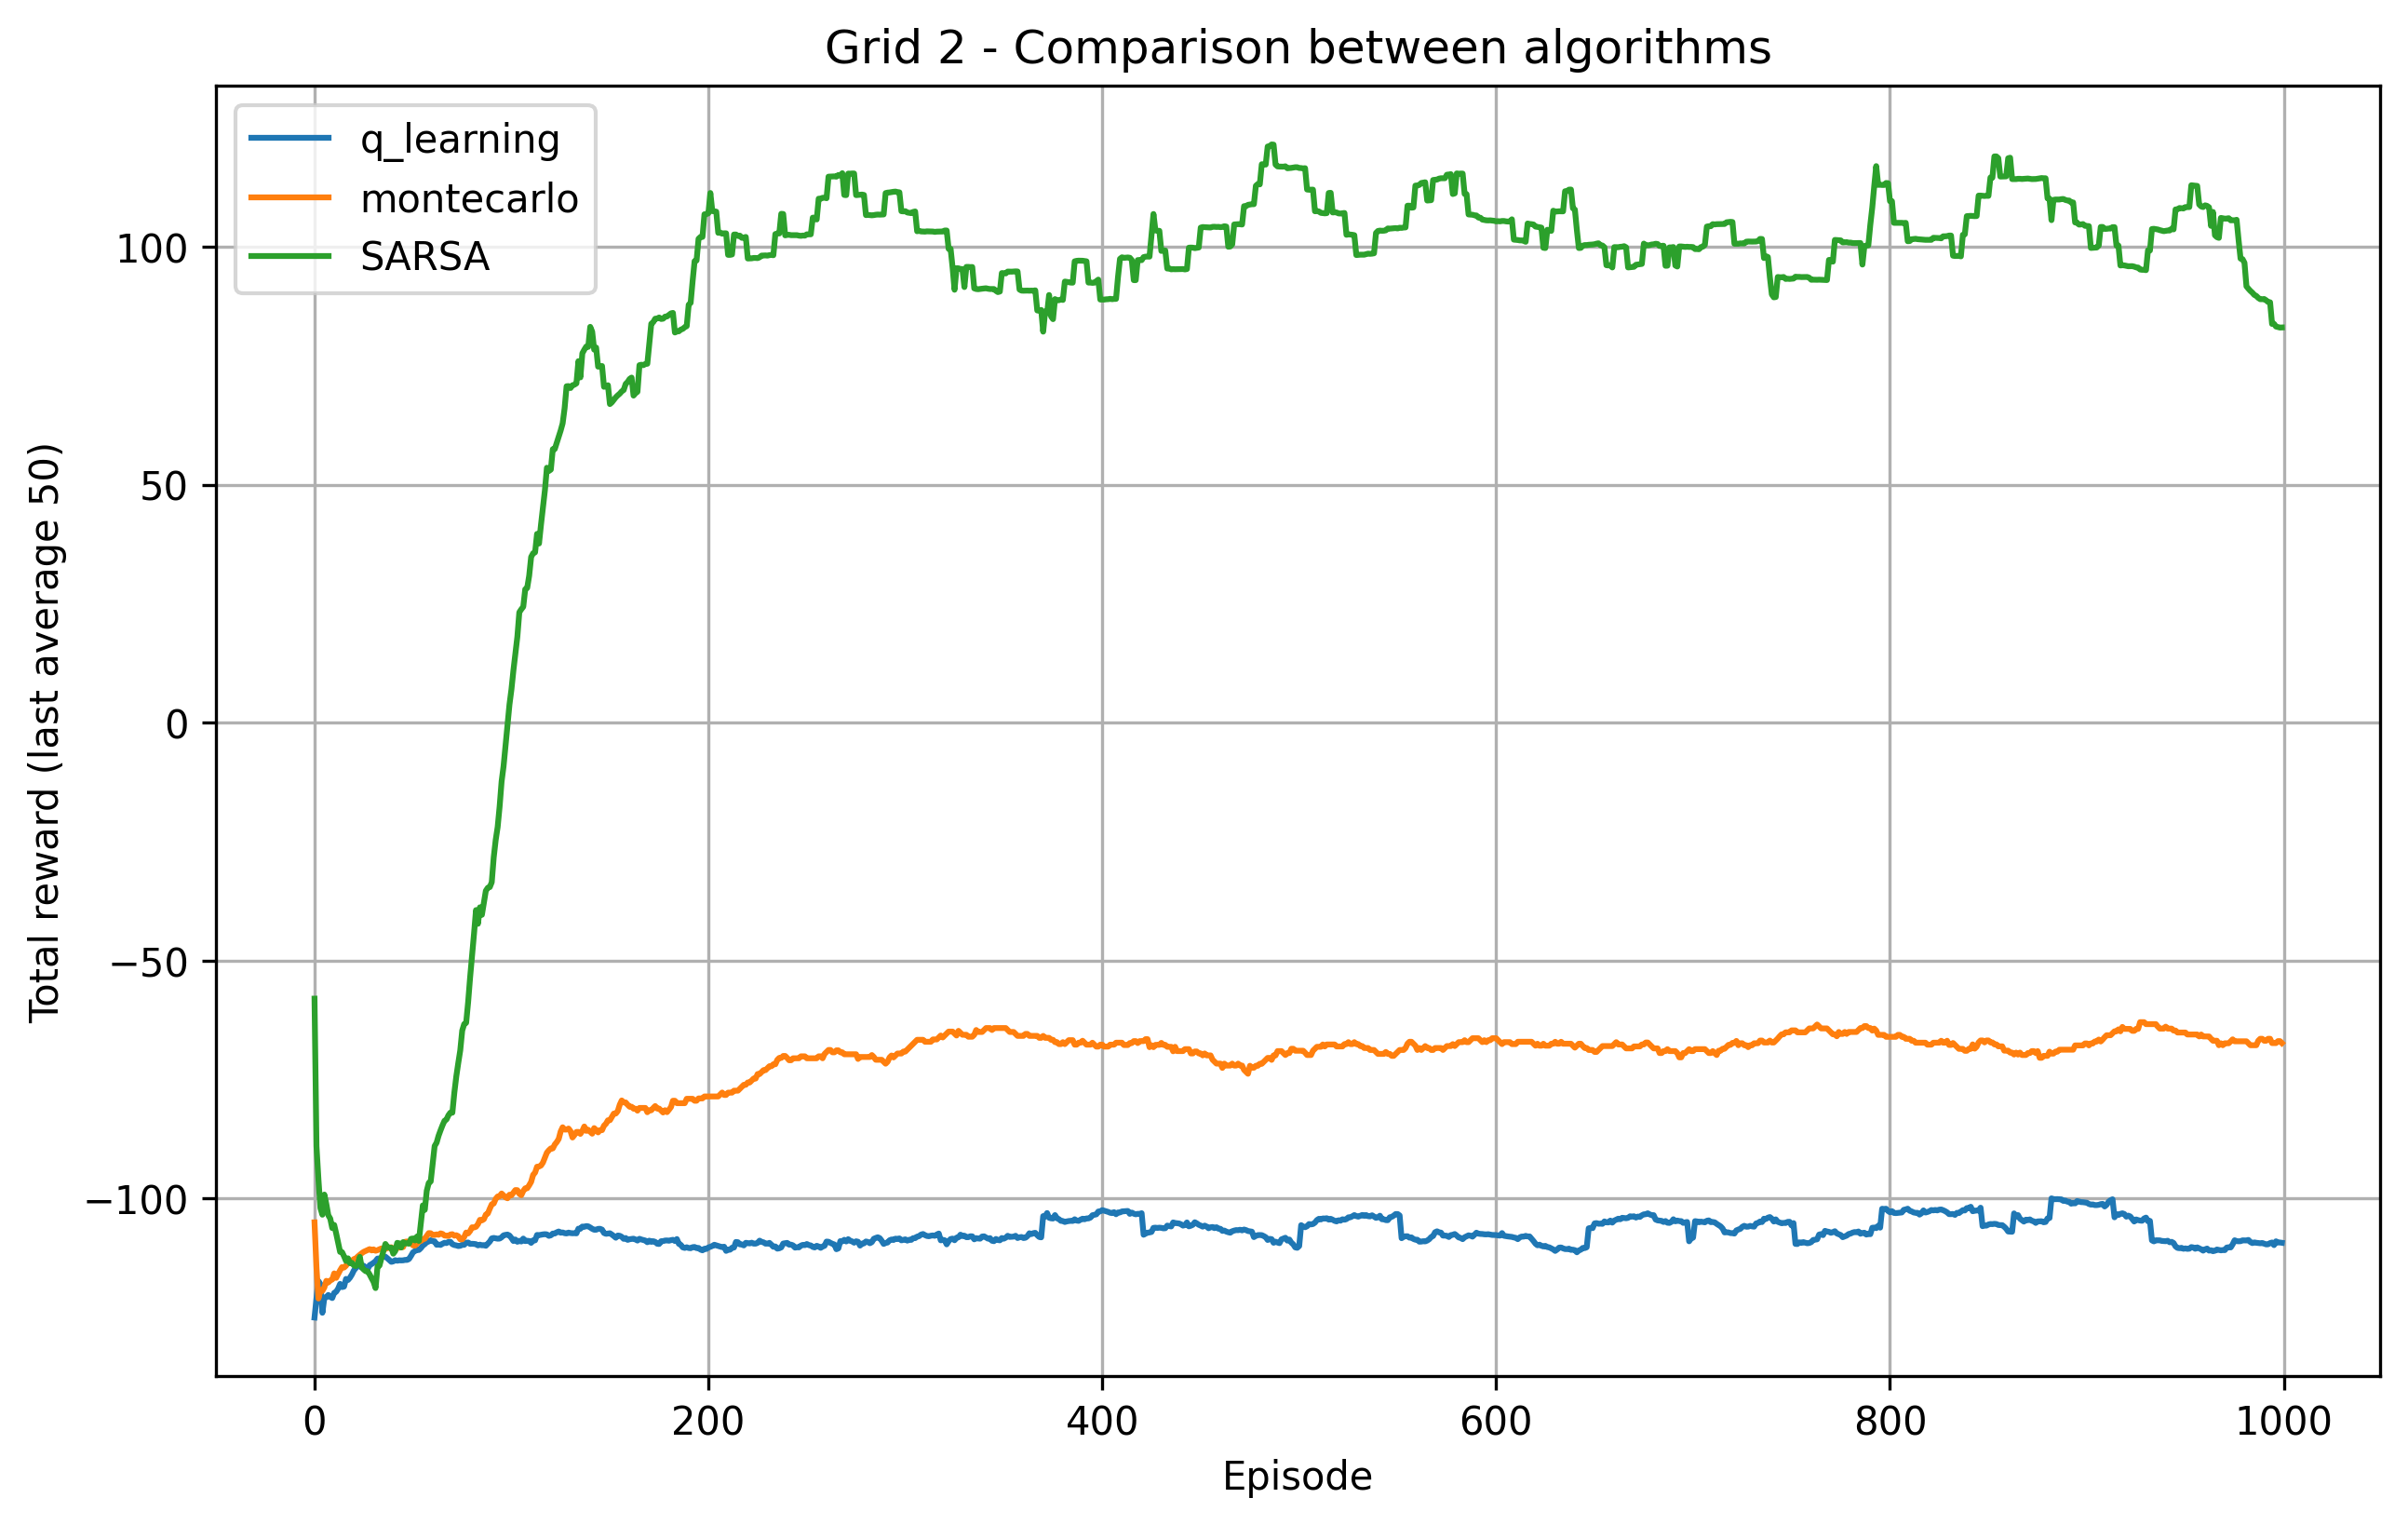 Grid 2 - Comparison between algorithms
q_learning
montecarlo
SARSA
Total reward (last average 50)
100
50
0
−50
−100
0
200
400
600
800
1000
Episode